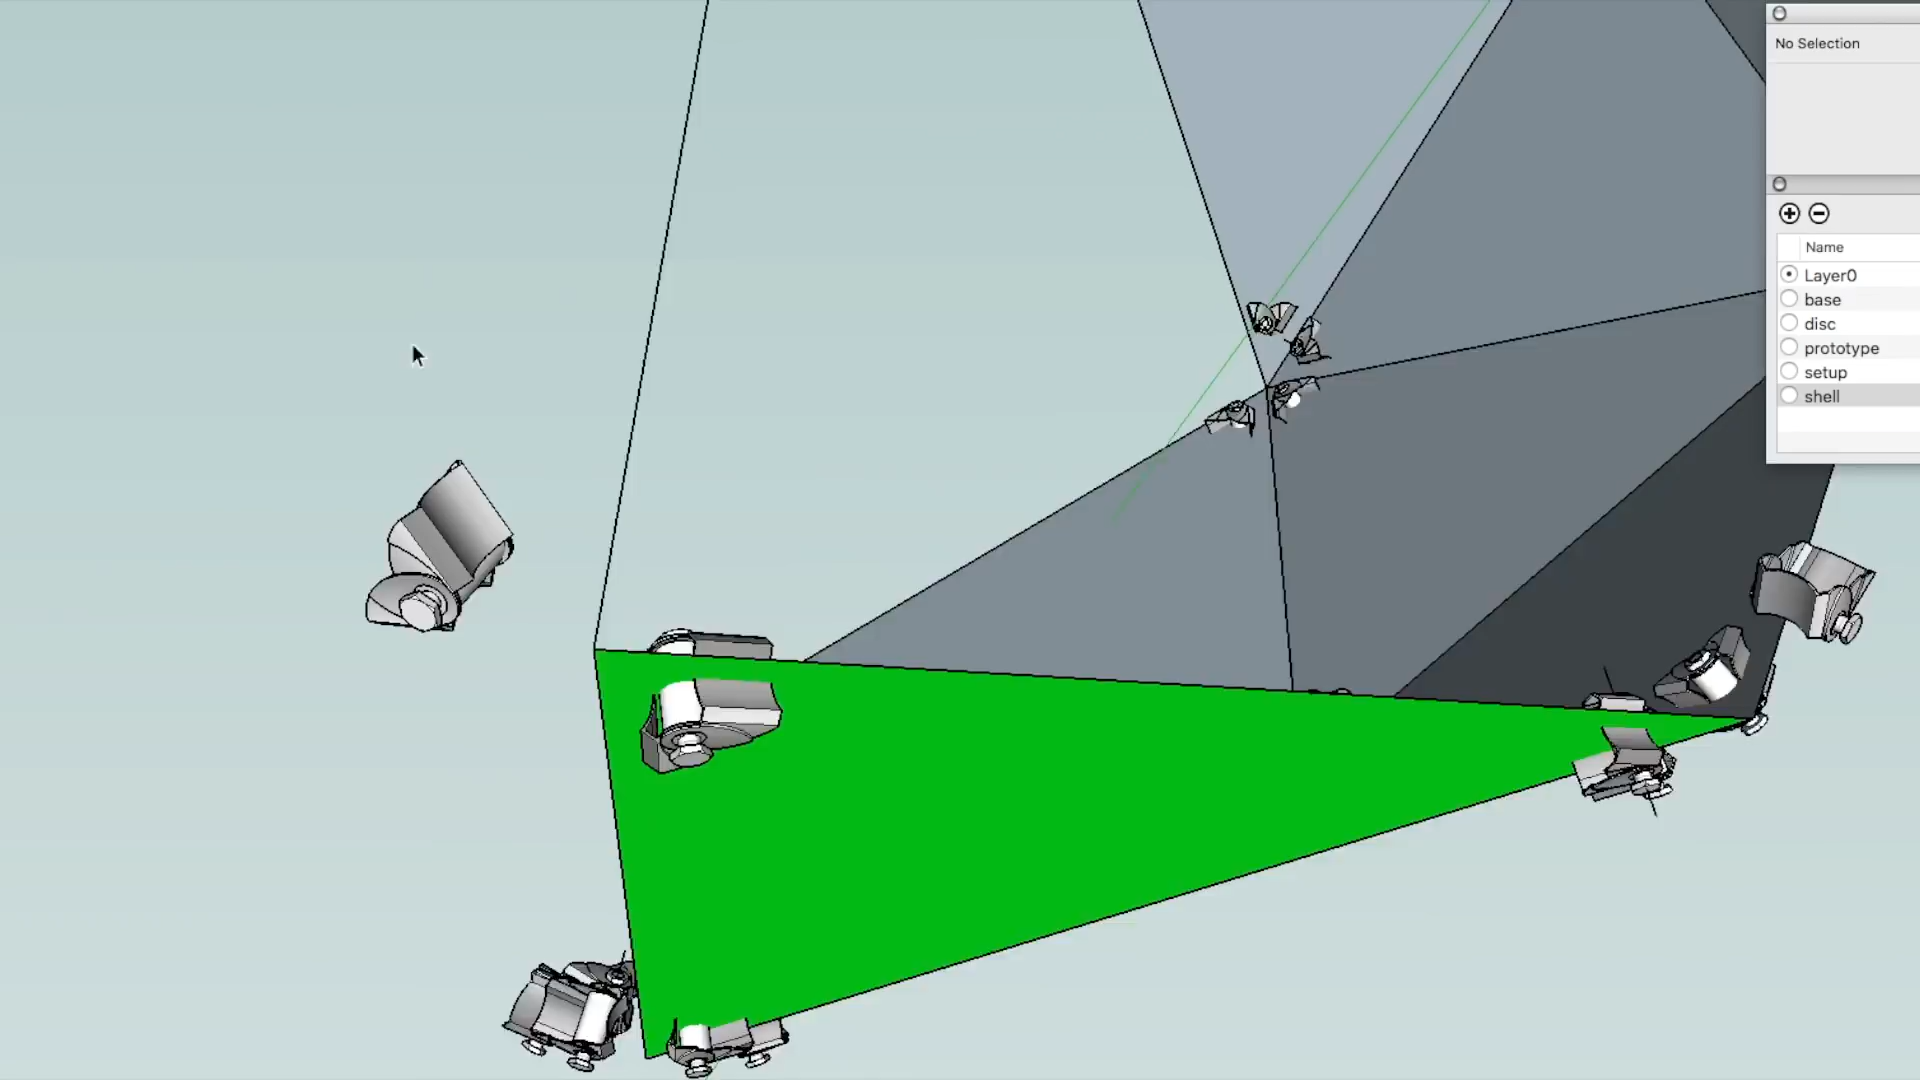 No Selection
Name
Layer0
base
disc
prototype
setup
shell